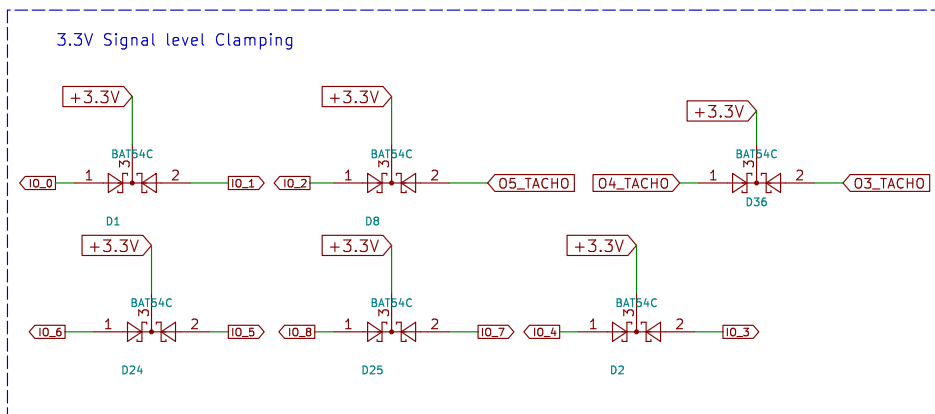 3.3V Signal level Clamping
+3.3V
+3.3V
+3.3V
BAT54C
BAT54C
BAT54C
3
3
3
IO_0 1 2 IO_1
IO_2 1 2 O5_TACHO
O4_TACHO 1 2 O3_TACHO
D1
D8
D36
+3.3V
+3.3V
+3.3V
BAT54C
BAT54C
BAT54C
3
3
3
IO_6 1 2 IO_5
IO_8 1 2 IO_7
IO_4 1 2 IO_3
D24
D25
D2